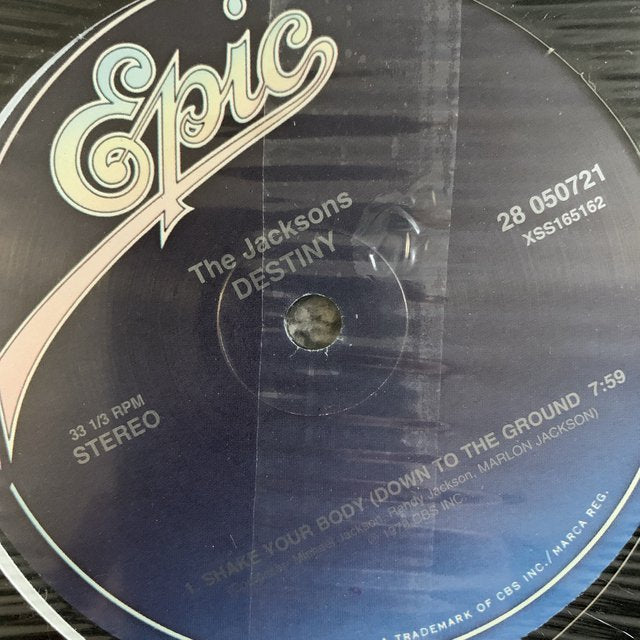 Epic
28 050721
XSS165162
The Jacksons
DESTINY
33 1/3 RPM
STEREO
1. SHAKE YOUR BODY (DOWN TO THE GROUND 7:59
Jackson, Randy Jackson, MARLON JACKSON)
CBS INC.
TRADEMARK OF CBS INC./MARCA REG.